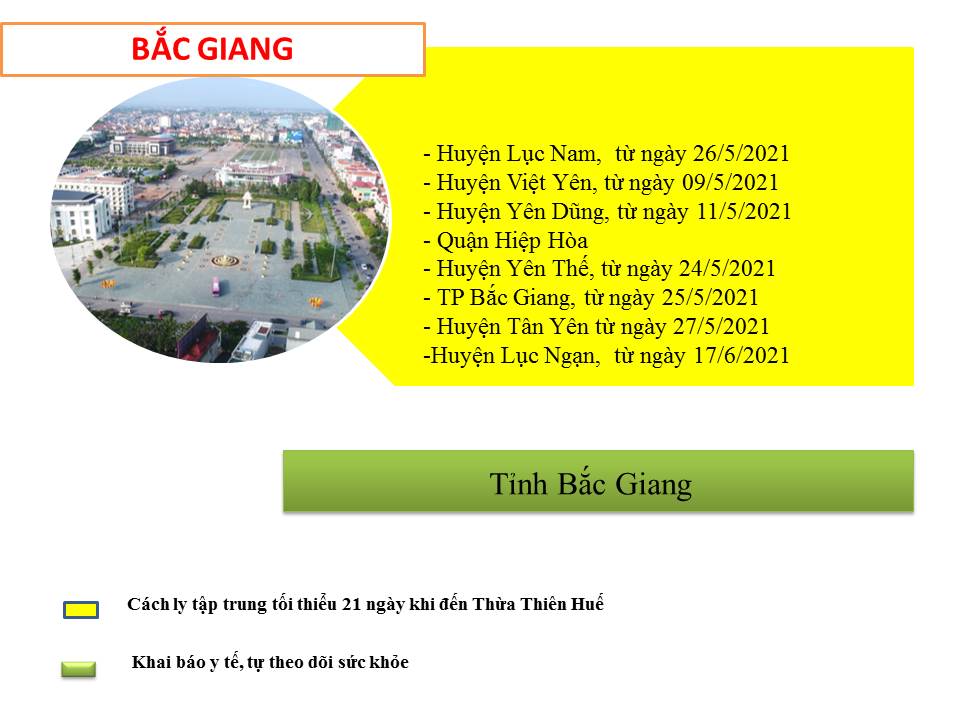 BẮC GIANG
- Huyện Lục Nam,  từ ngày 26/5/2021
- Huyện Việt Yên, từ ngày 09/5/2021
- Huyện Yên Dũng, từ ngày 11/5/2021
- Quận Hiệp Hòa
- Huyện Yên Thế, từ ngày 24/5/2021
- TP Bắc Giang, từ ngày 25/5/2021
- Huyện Tân Yên từ ngày 27/5/2021
-Huyện Lục Ngạn,  từ ngày 17/6/2021
Tỉnh Bắc Giang
Cách ly tập trung tối thiểu 21 ngày khi đến Thừa Thiên Huế
Khai báo y tế, tự theo dõi sức khỏe